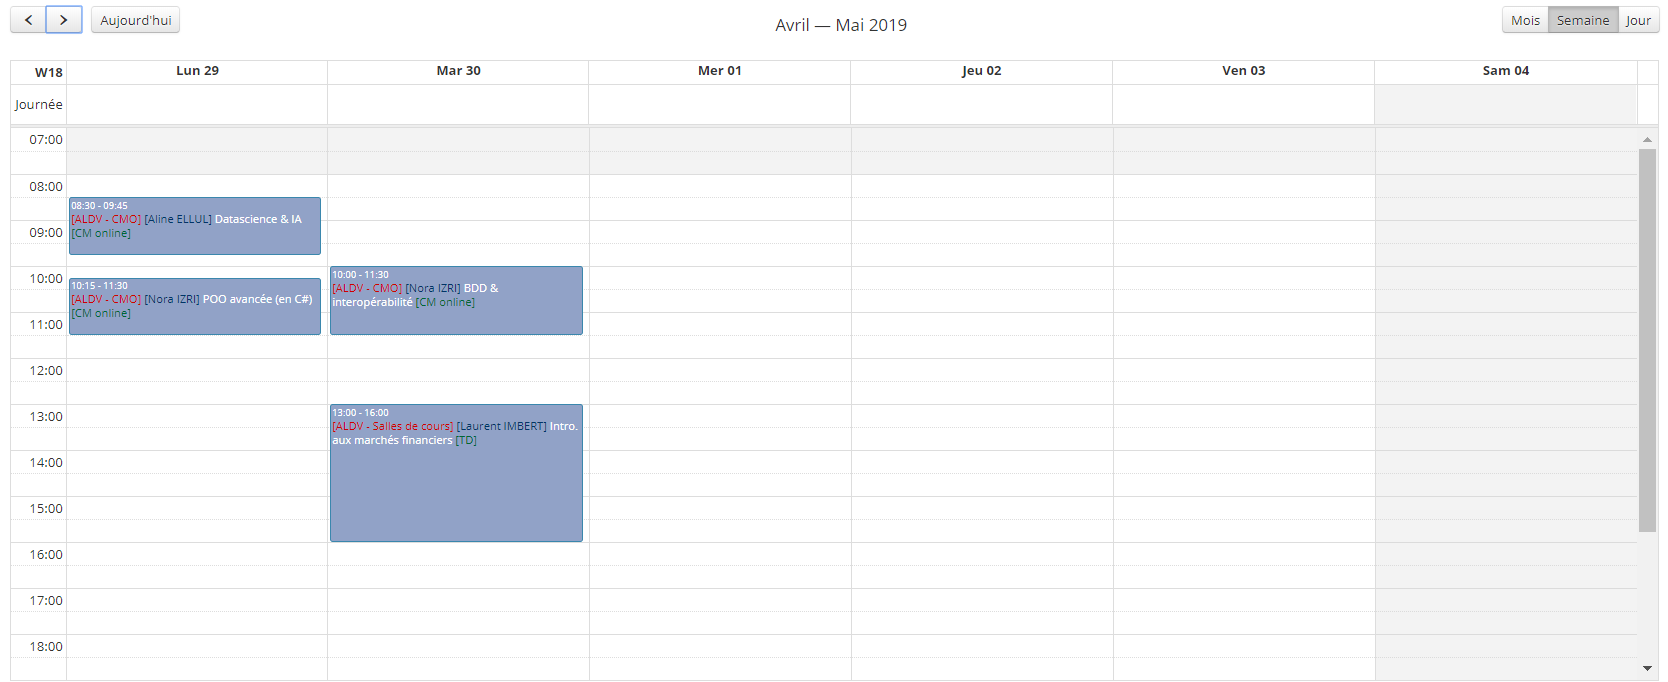 Aujourd'hui
Avril — Mai 2019
Mois Semaine Jour
W18 Lun 29 Mar 30 Mer 01 Jeu 02 Ven 03 Sam 04
Journée
07:00
08:00
08:30 - 09:45
[ALDV - CMO] [Aline ELLUL] Datascience & IA
[CM online]
09:00
10:00
10:15 - 11:30
[ALDV - CMO] [Nora IZRI] POO avancée (en C#)
[CM online]
10:00 - 11:30
[ALDV - CMO] [Nora IZRI] BDD &
interopérabilité [CM online]
11:00
12:00
13:00
13:00 - 16:00
[ALDV - Salles de cours] [Laurent IMBERT] Intro.
aux marchés financiers [TD]
14:00
15:00
16:00
17:00
18:00